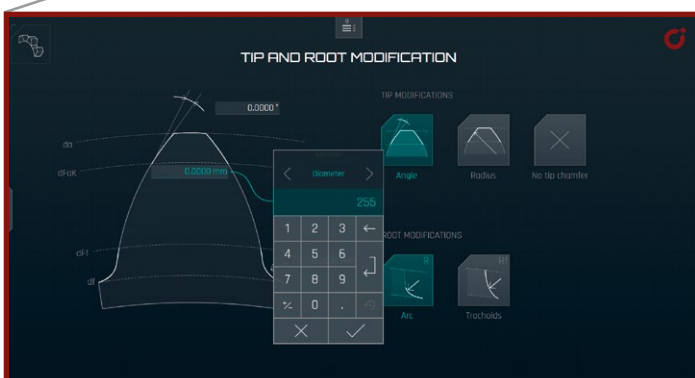 TIP AND ROOT MODIFICATION
TIP MODIFICATIONS
0.0000 °
da
dFaK
0.0000 mm
Diameter
255
Angle
Radius
No tip chamfer
1 2 3
4 5 6
7 8 9
0 .
ROOT MODIFICATIONS
dFf
df
R
Rf
Arc
Trochoids